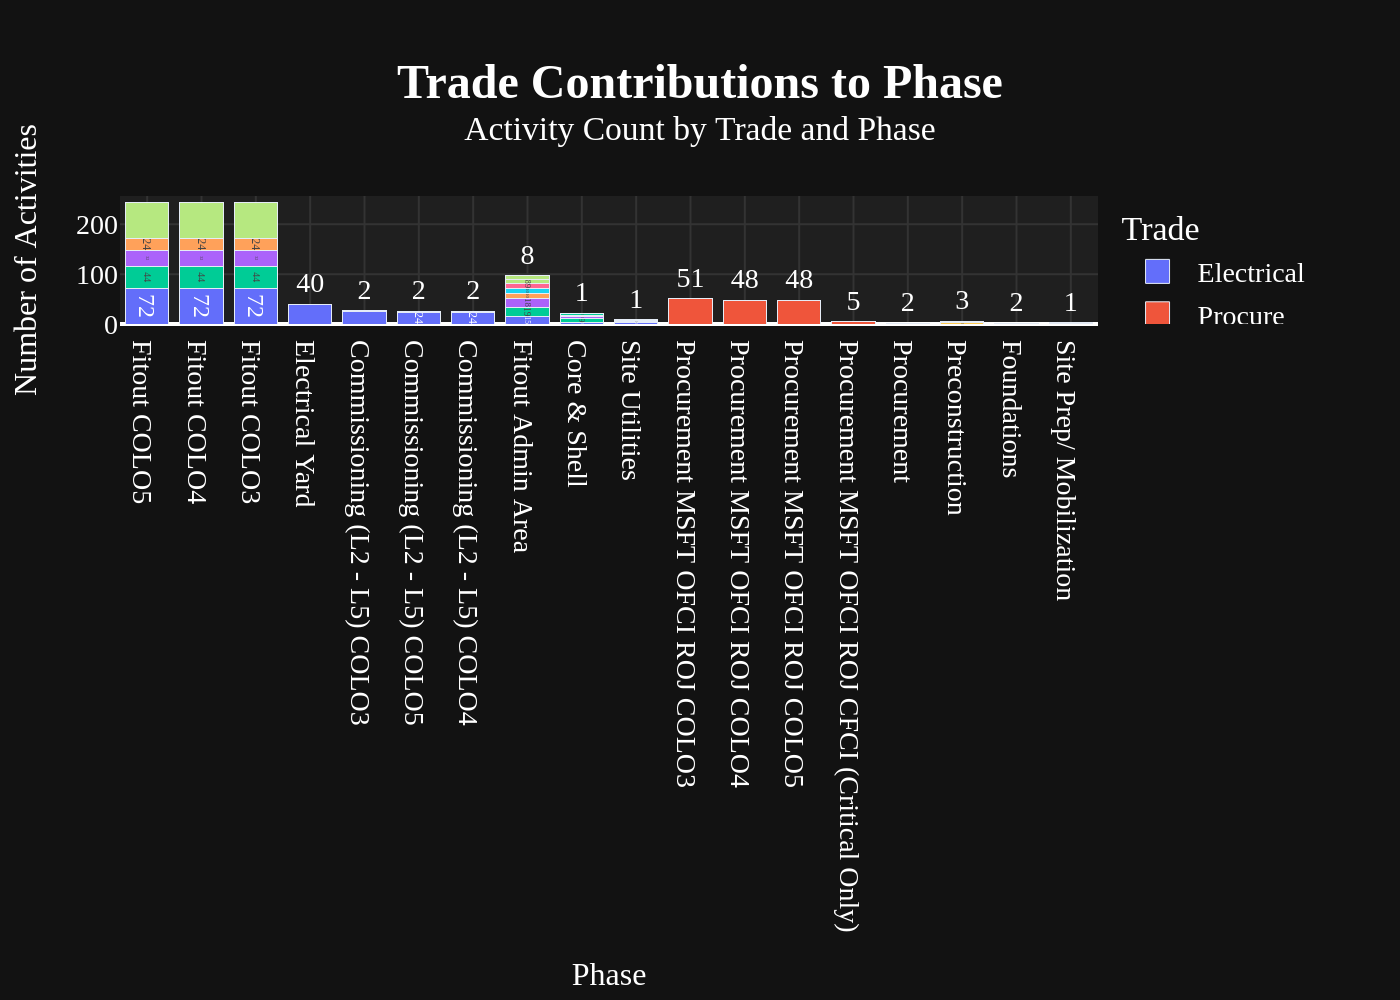 Trade Contributions to Phase
Activity Count by Trade and Phase
Number of Activities
200
100
0
24
44
72
24
44
72
24
44
72
40
2
2
24
2
24
8
1
1
51
48
48
5
2
3
2
1
Trade
Electrical
Procure
Fitout COLO5
Fitout COLO4
Fitout COLO3
Electrical Yard
Commissioning (L2 - L5) COLO3
Commissioning (L2 - L5) COLO5
Commissioning (L2 - L5) COLO4
Fitout Admin Area
Core & Shell
Site Utilities
Procurement MSFT OFCI ROJ COLO3
Procurement MSFT OFCI ROJ COLO4
Procurement MSFT OFCI ROJ COLO5
Procurement MSFT OFCI ROJ CFCI (Critical Only)
Procurement
Preconstruction
Foundations
Site Prep/ Mobilization
Phase